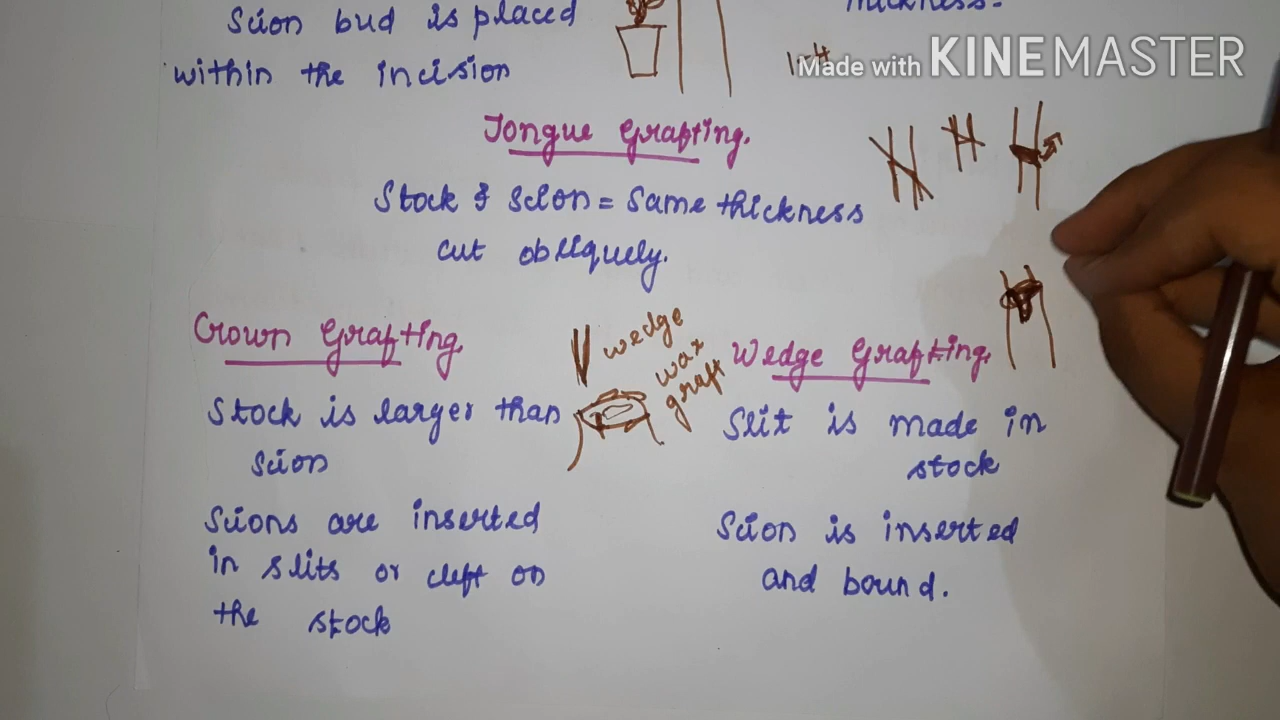 Scion bud is placed
within the incision
thickness.
Made with KINEMASTER
Tongue Grafting.
Stock & Scion = Same thickness
cut obliquely.
Crown Grafting.
Stock is larger than
Scion
Scions are inserted
in slits or cleft on
the stock
wedge
wax
graft
Wedge Grafting.
Slit is made in
stock
Scion is inserted
and bound.